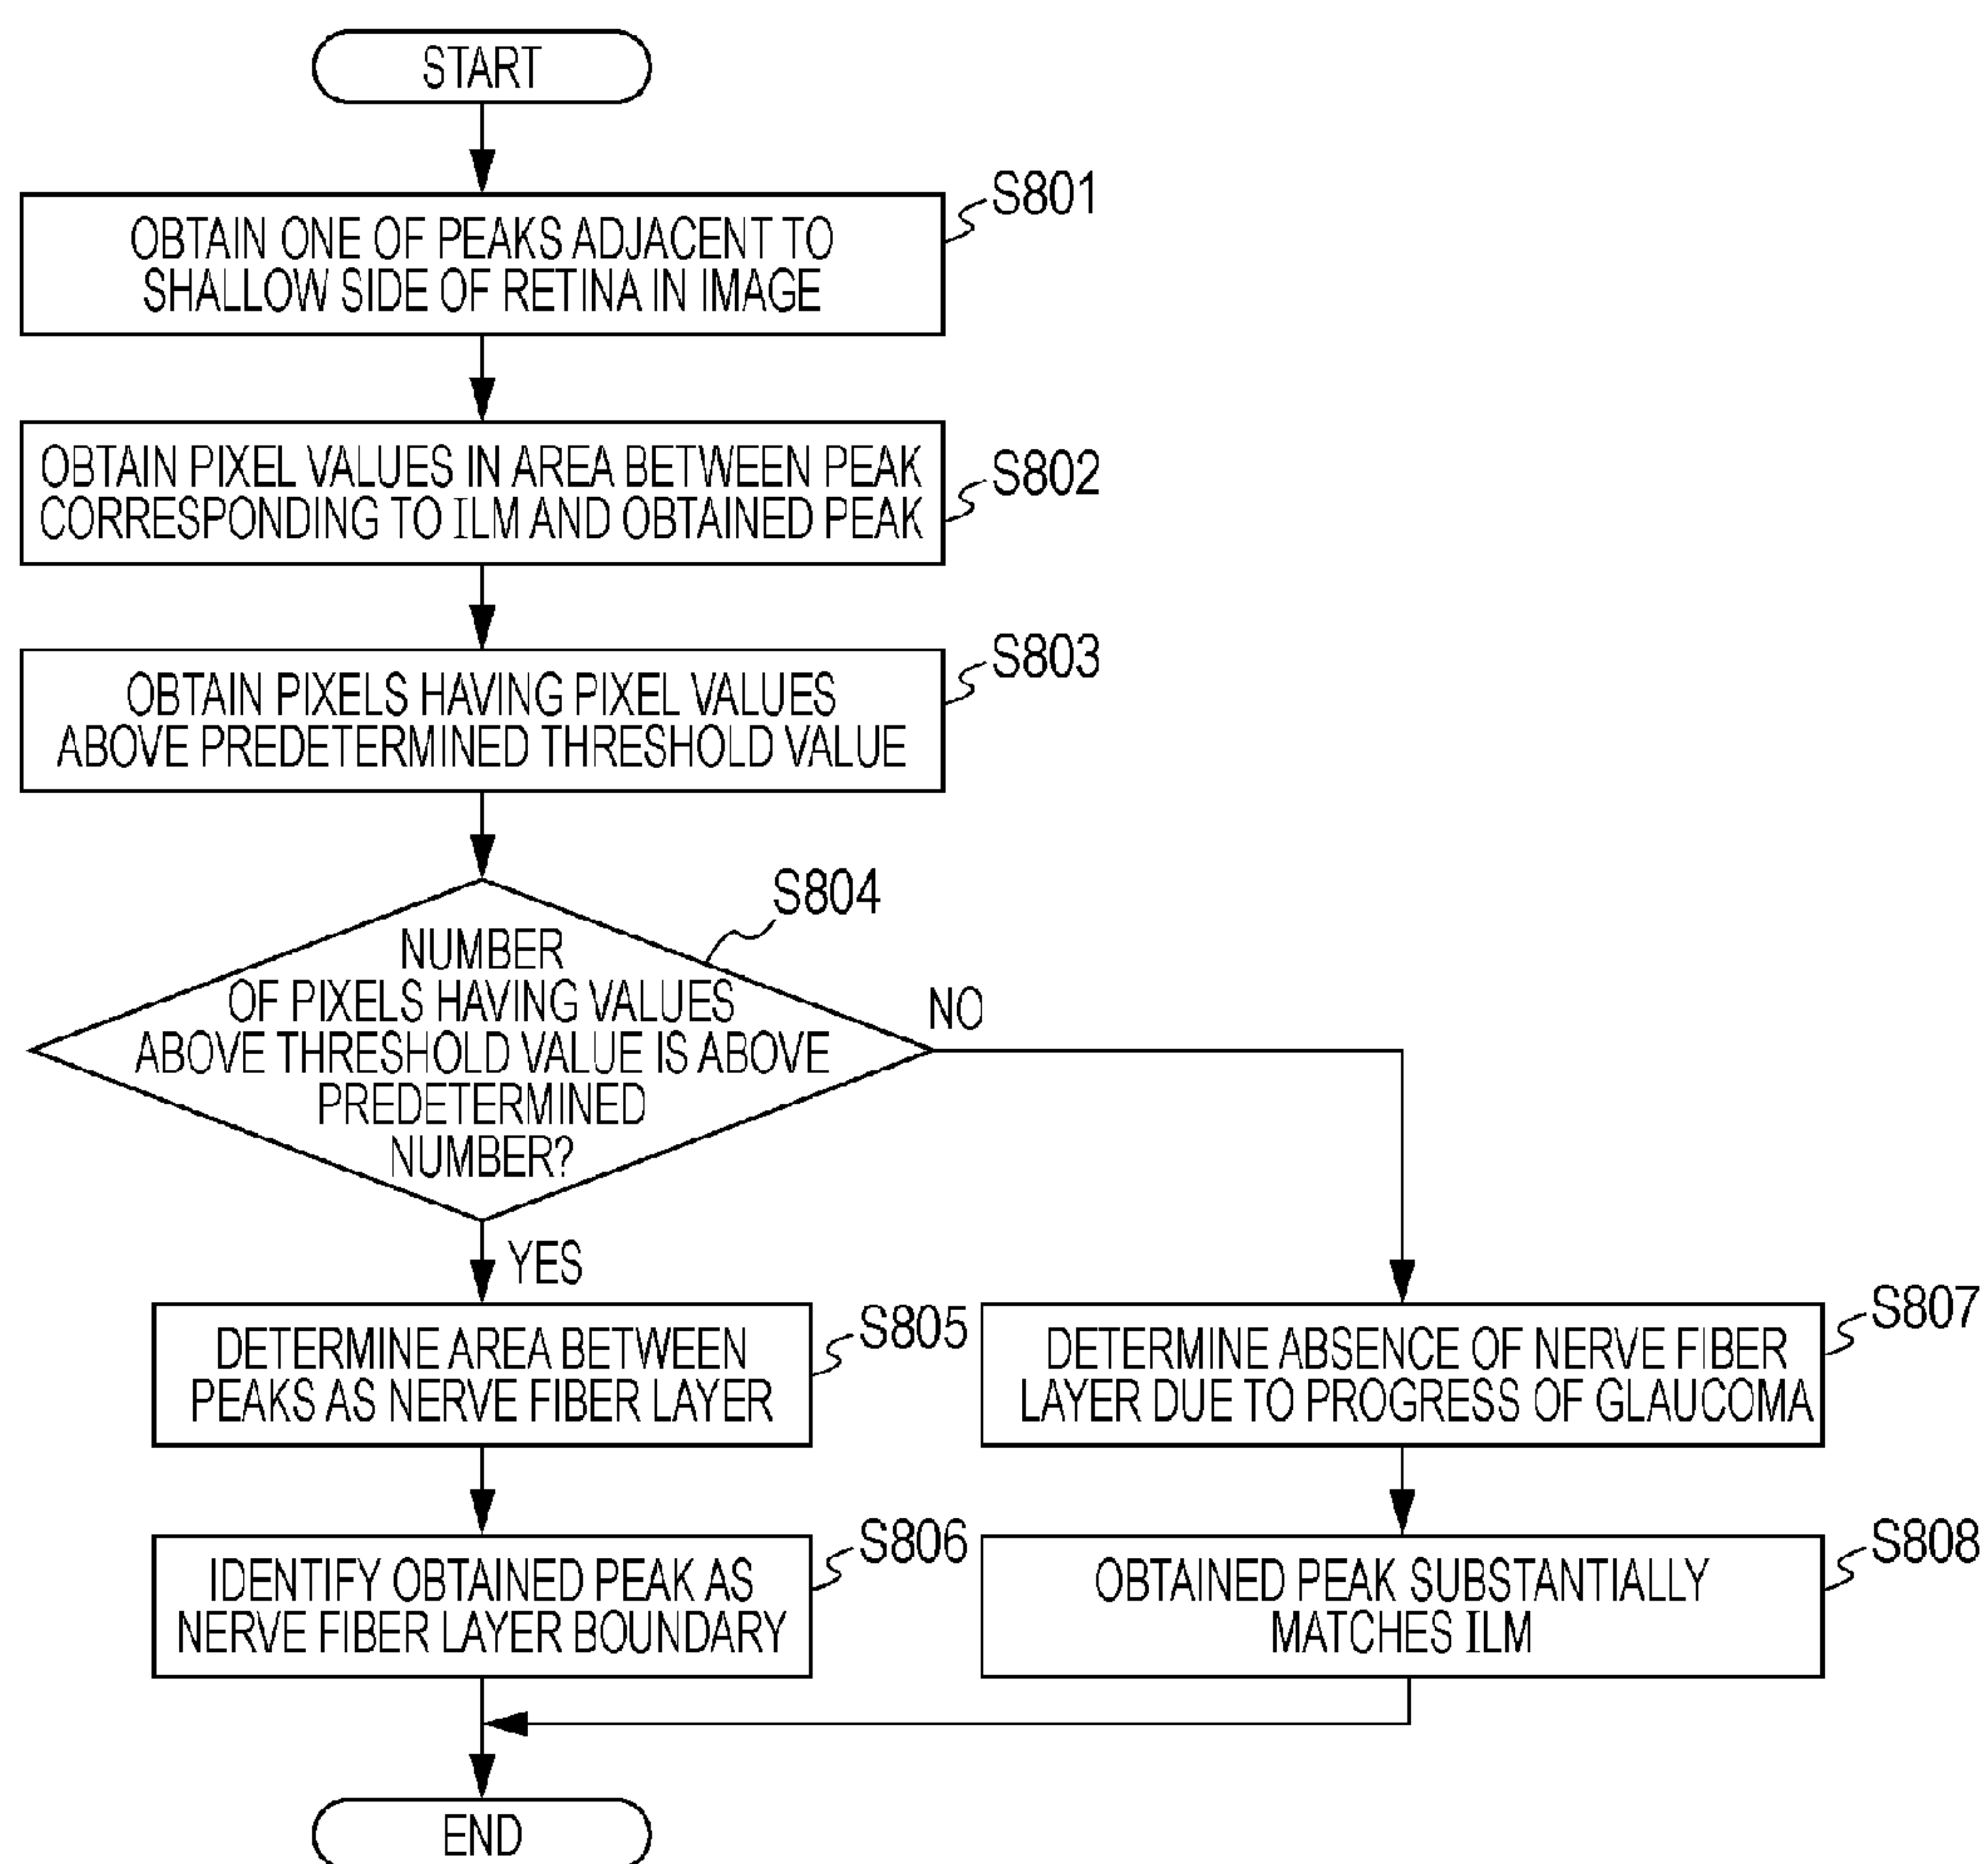 START
S801
OBTAIN ONE OF PEAKS ADJACENT TO
SHALLOW SIDE OF RETINA IN IMAGE
S802
OBTAIN PIXEL VALUES IN AREA BETWEEN PEAK
CORRESPONDING TO ILM AND OBTAINED PEAK
S803
OBTAIN PIXELS HAVING PIXEL VALUES
ABOVE PREDETERMINED THRESHOLD VALUE
S804
NUMBER
OF PIXELS HAVING VALUES
ABOVE THRESHOLD VALUE IS ABOVE
PREDETERMINED
NUMBER?
NO
YES
S805
DETERMINE AREA BETWEEN
PEAKS AS NERVE FIBER LAYER
S807
DETERMINE ABSENCE OF NERVE FIBER
LAYER DUE TO PROGRESS OF GLAUCOMA
S806
IDENTIFY OBTAINED PEAK AS
NERVE FIBER LAYER BOUNDARY
S808
OBTAINED PEAK SUBSTANTIALLY
MATCHES ILM
END